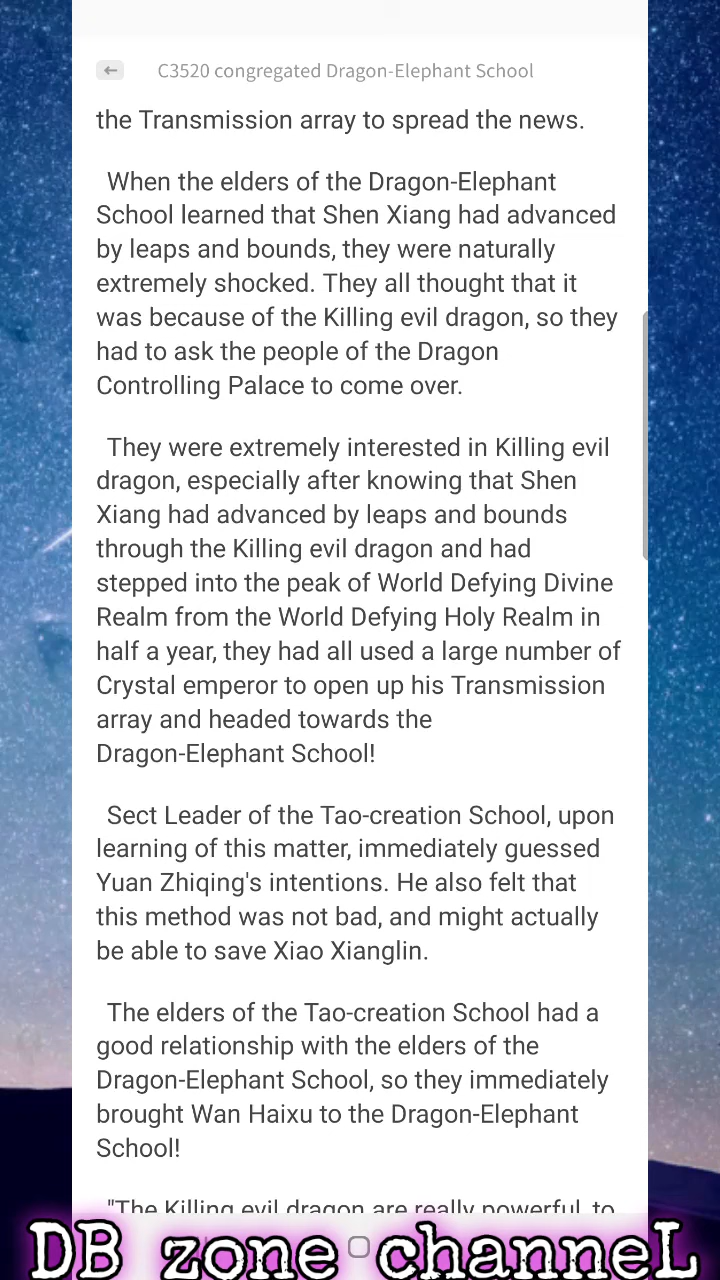 C3520 congregated Dragon-Elephant School
the Transmission array to spread the news.
When the elders of the Dragon-Elephant
School learned that Shen Xiang had advanced
by leaps and bounds, they were naturally
extremely shocked. They all thought that it
was because of the Killing evil dragon, so they
had to ask the people of the Dragon
Controlling Palace to come over.
They were extremely interested in Killing evil
dragon, especially after knowing that Shen
Xiang had advanced by leaps and bounds
through the Killing evil dragon and had
stepped into the peak of World Defying Divine
Realm from the World Defying Holy Realm in
half a year, they had all used a large number of
Crystal emperor to open up his Transmission
array and headed towards the
Dragon-Elephant School!
Sect Leader of the Tao-creation School, upon
learning of this matter, immediately guessed
Yuan Zhiqing's intentions. He also felt that
this method was not bad, and might actually
be able to save Xiao Xianglin.
The elders of the Tao-creation School had a
good relationship with the elders of the
Dragon-Elephant School, so they immediately
brought Wan Haixu to the Dragon-Elephant
School!
"The Killing evil dragon are really powerful, to
DB zone channeL